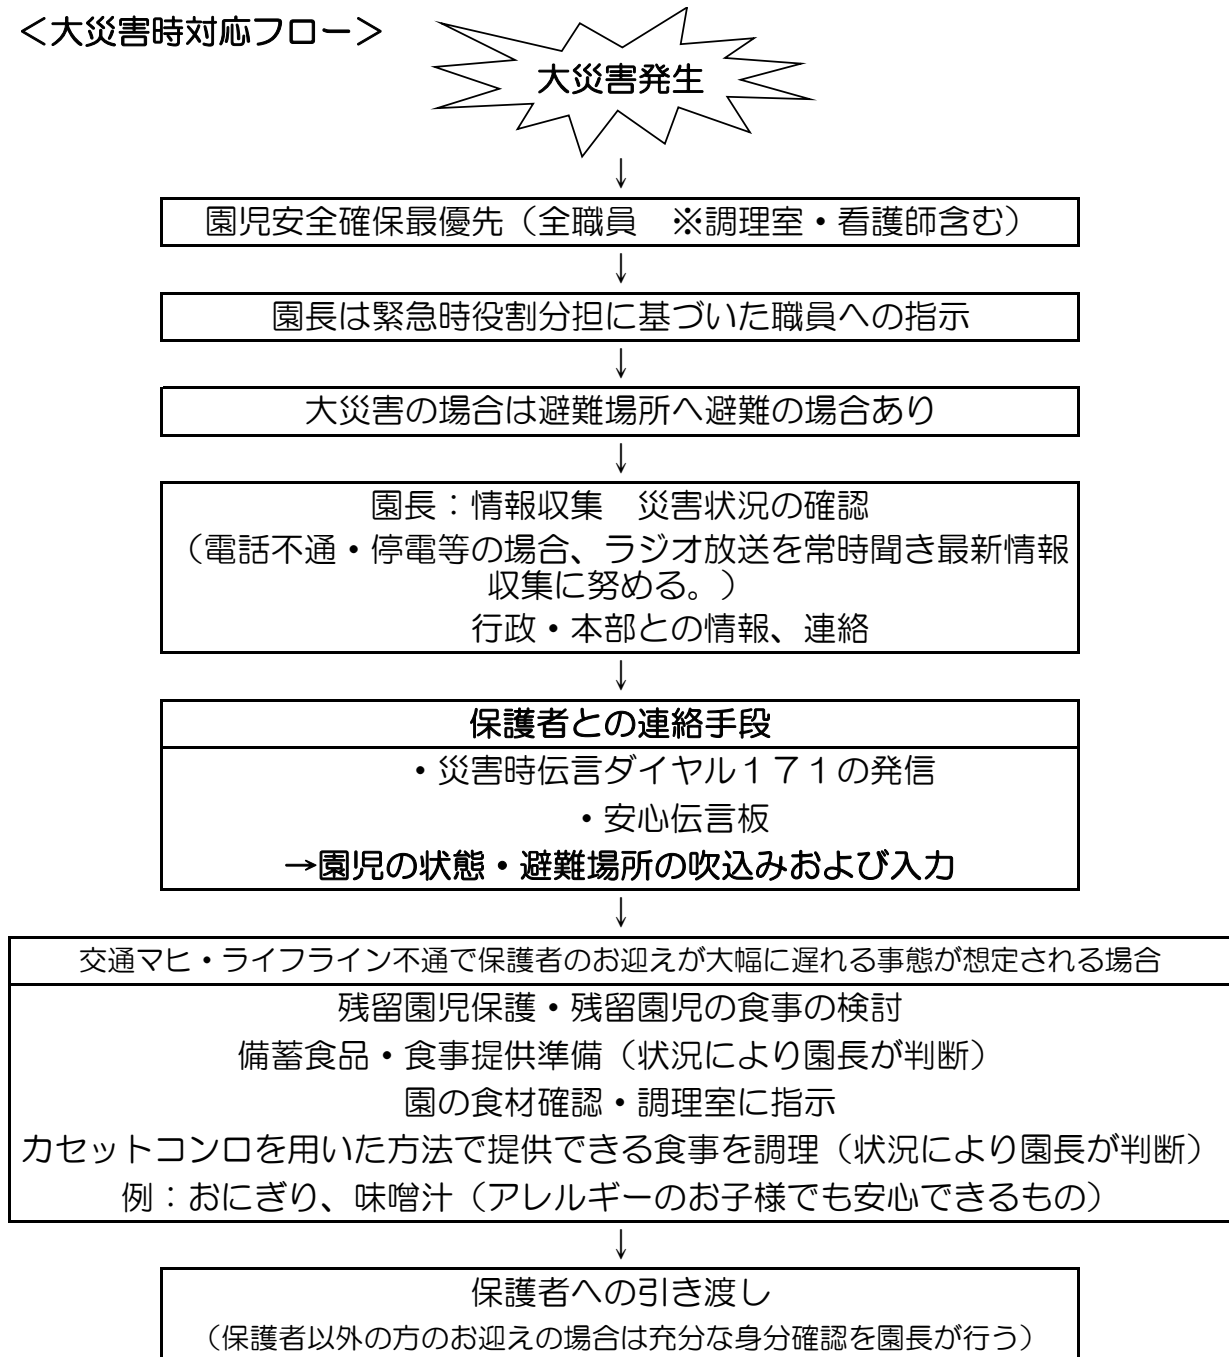 ＜大災害時対応フロー＞
大災害発生
↓
園児安全確保最優先（全職員　※調理室・看護師含む）
↓
園長は緊急時役割分担に基づいた職員への指示
↓
大災害の場合は避難場所へ避難の場合あり
↓
園長：情報収集　災害状況の確認
（電話不通・停電等の場合、ラジオ放送を常時聞き最新情報
収集に努める。）
行政・本部との情報、連絡
↓
保護者との連絡手段
・災害時伝言ダイヤル１７１の発信
・安心伝言板
→園児の状態・避難場所の吹込みおよび入力
↓
交通マヒ・ライフライン不通で保護者のお迎えが大幅に遅れる事態が想定される場合
残留園児保護・残留園児の食事の検討
備蓄食品・食事提供準備（状況により園長が判断）
園の食材確認・調理室に指示
カセットコンロを用いた方法で提供できる食事を調理（状況により園長が判断）
例：おにぎり、味噌汁（アレルギーのお子様でも安心できるもの）
↓
保護者への引き渡し
（保護者以外の方のお迎えの場合は充分な身分確認を園長が行う）